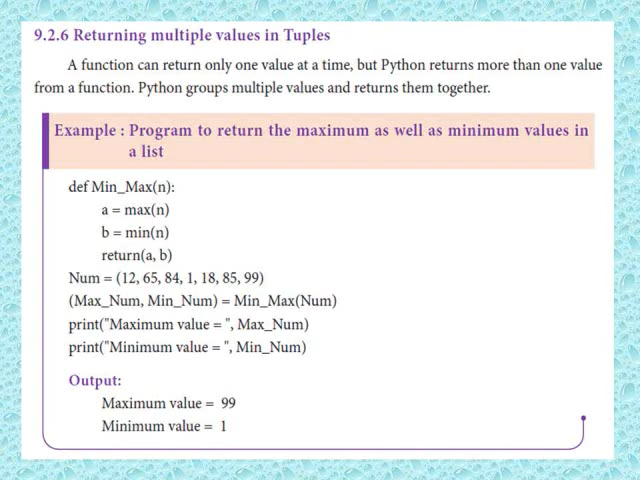 9.2.6 Returning multiple values in Tuples
A function can return only one value at a time, but Python returns more than one value
from a function. Python groups multiple values and returns them together.
Example : Program to return the maximum as well as minimum values in
a list
def Min_Max(n):
a = max(n)
b = min(n)
return(a, b)
Num = (12, 65, 84, 1, 18, 85, 99)
(Max_Num, Min_Num) = Min_Max(Num)
print("Maximum value = ", Max_Num)
print("Minimum value = ", Min_Num)
Output:
Maximum value = 99
Minimum value = 1